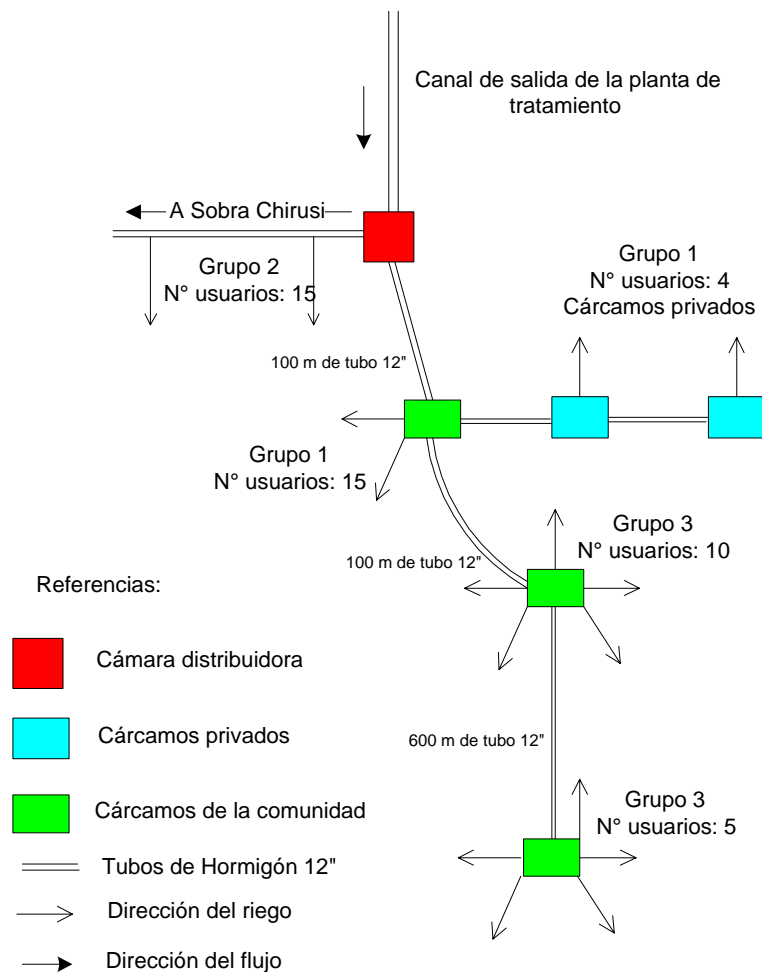 Canal de salida de la planta de
tratamiento
A Sobra Chirusi
Grupo 2
N° usuarios: 15
Grupo 1
N° usuarios: 4
Cárcamos privados
100 m de tubo 12"
Grupo 1
N° usuarios: 15
Grupo 3
N° usuarios: 10
100 m de tubo 12"
Referencias:
Cámara distribuidora
Cárcamos privados
600 m de tubo 12"
Grupo 3
N° usuarios: 5
Cárcamos de la comunidad
Tubos de Hormigón 12"
Dirección del riego
Dirección del flujo